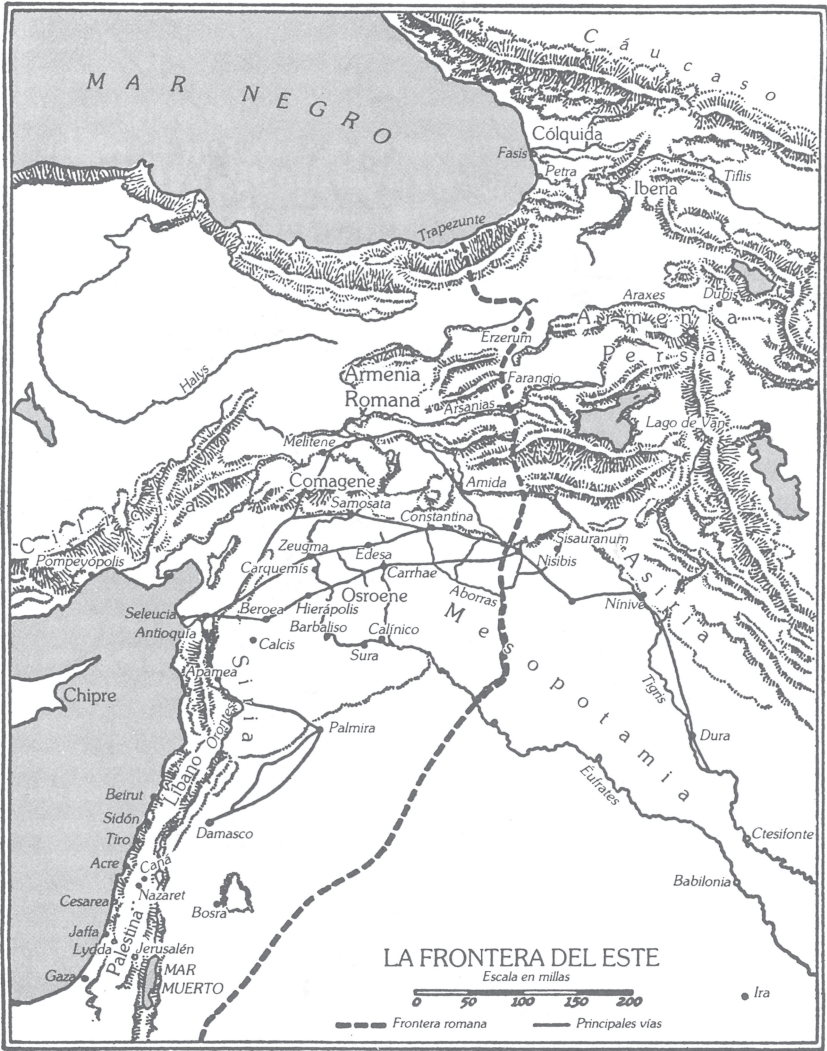 Cáucaso
MAR NEGRO
Cólquida
Fasis
Petra
Iberia
Tiflis
Trapezunte
Araxes
Dubis
Armenia
Persa
Erzerum
Halys
Armenia
Romana
Farangio
Arsanias
Lago de Van
Melitene
Comagene
Amida
Samosata
Constantina
Cilicia
Pompeyópolis
Zeugma
Edesa
Sisauranum
Nisibis
Carquemís
Carrhae
Asiria
Osroene
Aborras
Nínive
Seleucia
Beroea
Hierápolis
Mesopotamia
Antioquía
Barbaliso
Calínico
Calcis
Sura
Siria
Apamea
Tigris
Chipre
Orontes
Palmira
Dura
Líbano
Éufrates
Beirut
Sidón
Damasco
Tiro
Ctesifonte
Acre
Caná
Nazaret
Babilonia
Cesarea
Bosra
Jaffa
Lydda
Palestina
Jerusalén
Gaza
MAR
MUERTO
LA FRONTERA DEL ESTE
Escala en millas
0 50 100 150 200
Ira
Frontera romana
Principales vías